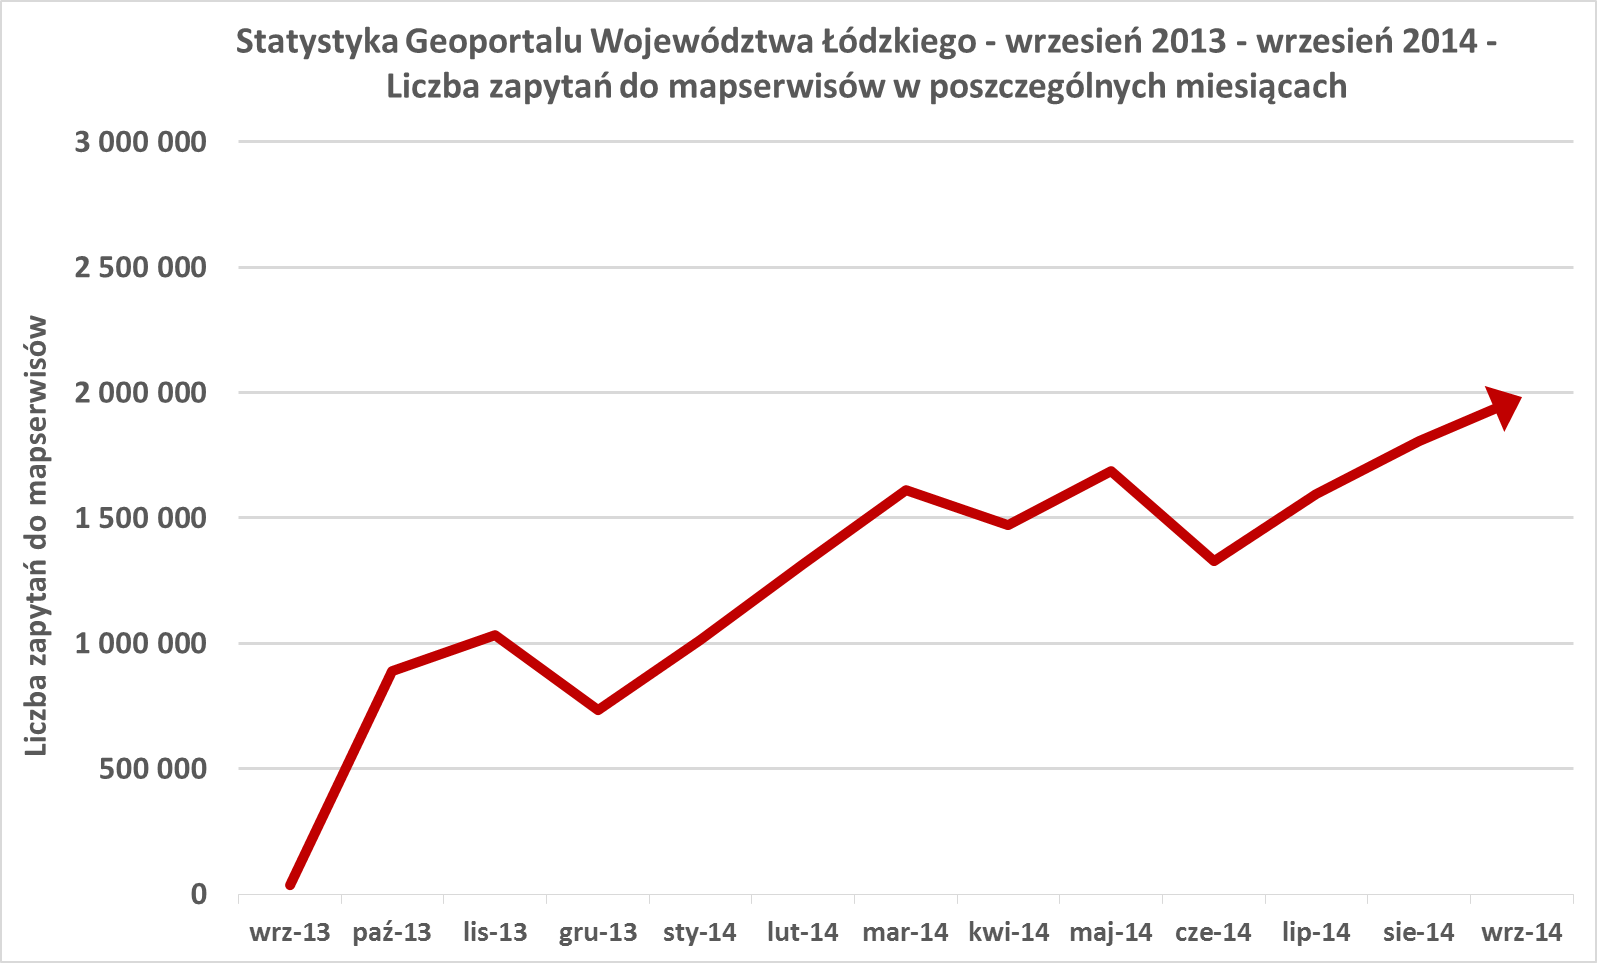 Statystyka Geoportalu Województwa Łódzkiego - wrzesień 2013 - wrzesień 2014 -
Liczba zapytań do mapserwisów w poszczególnych miesiącach
Liczba zapytań do mapserwisów
3 000 000
2 500 000
2 000 000
1 500 000
1 000 000
500 000
0
wrz-13 paź-13 lis-13 gru-13 sty-14 lut-14 mar-14 kwi-14 maj-14 cze-14 lip-14 sie-14 wrz-14